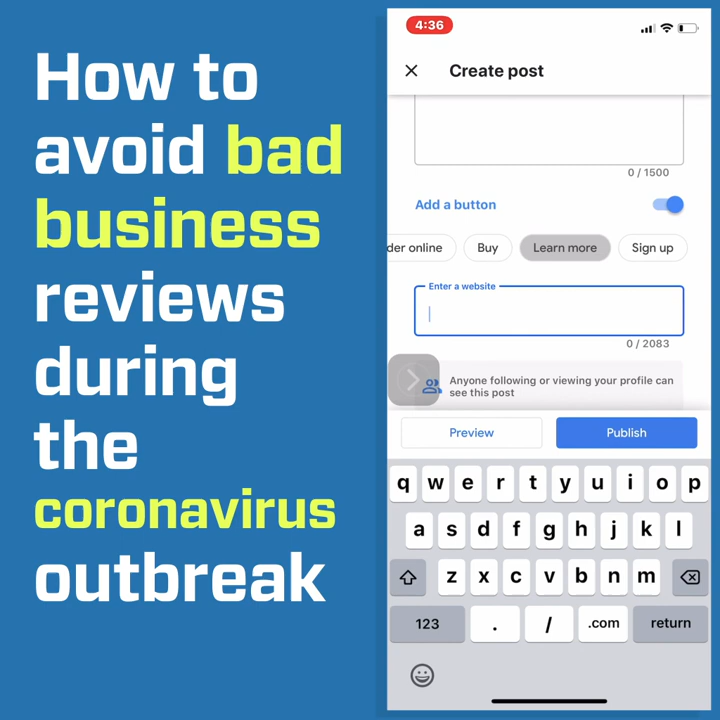 How to
avoid bad
business
reviews
during
the
coronavirus
outbreak
4:36
Create post
0 / 1500
Add a button
der online
Buy
Learn more
Sign up
Enter a website
0 / 2083
Anyone following or viewing your profile can
see this post
Preview
Publish
q w e r t y u i o p
a s d f g h j k l
z x c v b n m
123 . / .com return